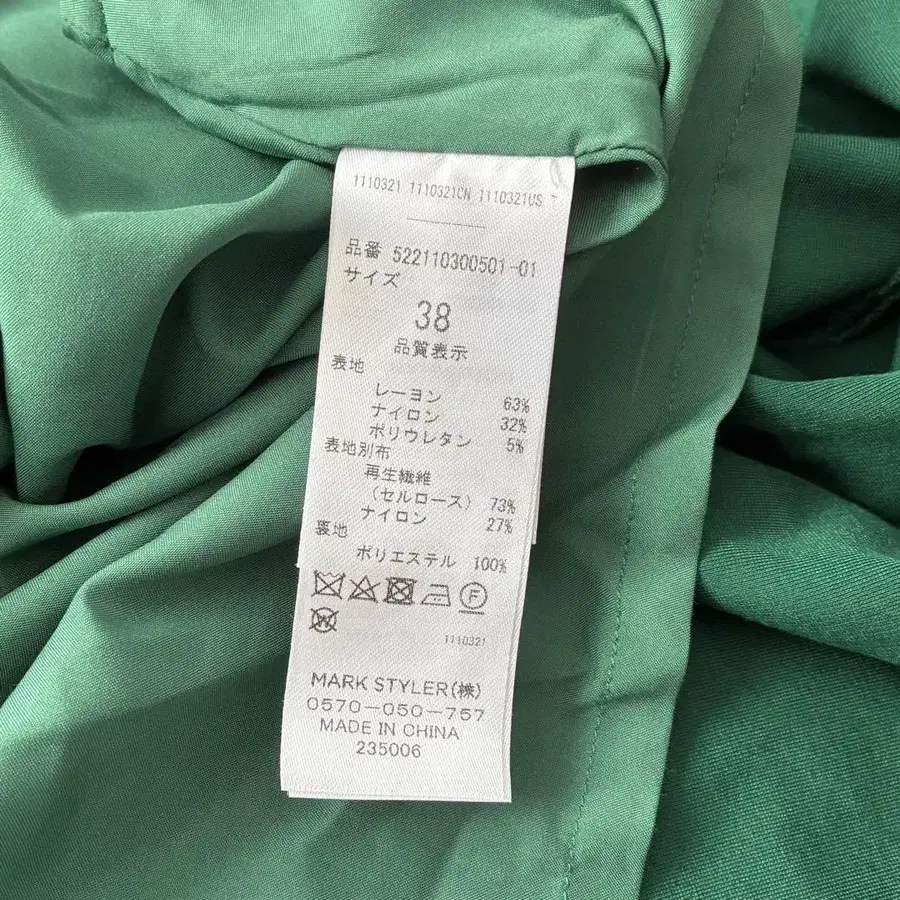 1110321 1110321CN 1110321US T
品番 522110300501-01
サイズ
38
品質表示
表地
レーヨン 63%
ナイロン 32%
ポリウレタン 5%
表地別布
再生繊維
(セルロース) 73%
ナイロン 27%
裏地
ポリエステル 100%
F
W
1110321
MARK STYLER(株)
0570-050-757
MADE IN CHINA
235006